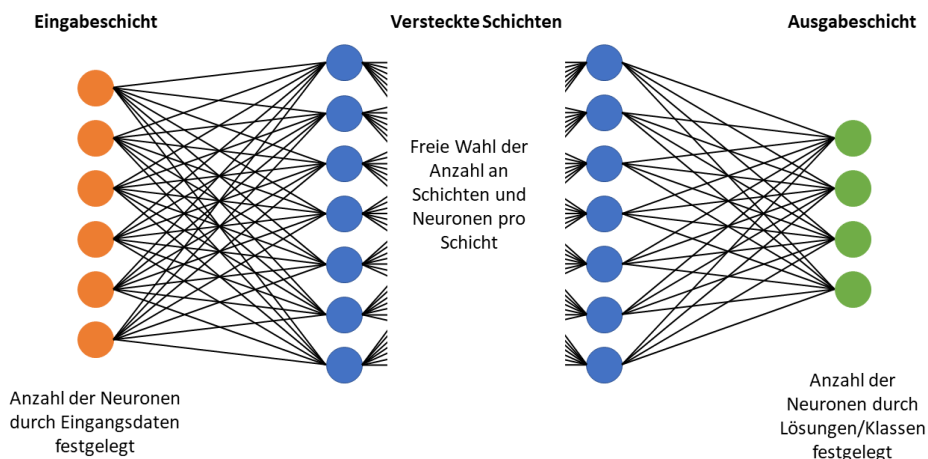 Eingabeschicht
Versteckte Schichten
Ausgabeschicht
Freie Wahl der
Anzahl an
Schichten und
Neuronen pro
Schicht
Anzahl der Neuronen
durch Eingangsdaten
festgelegt
Anzahl der
Neuronen durch
Lösungen/Klassen
festgelegt